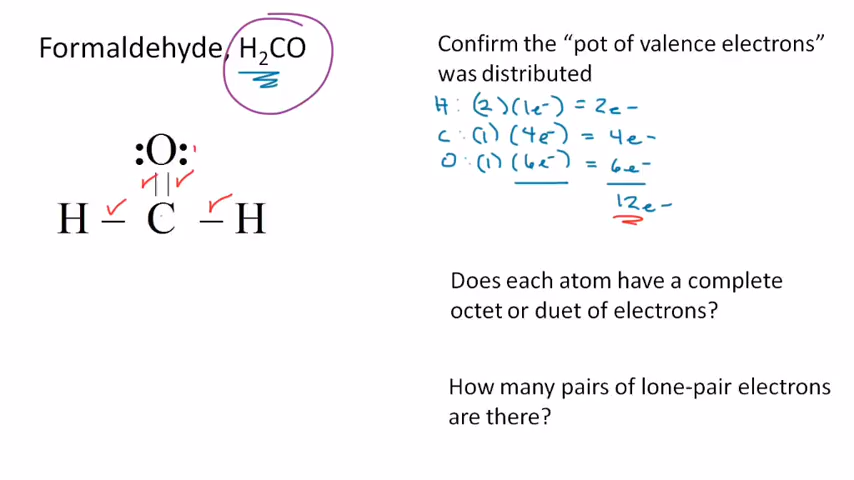 Formaldehyde, H₂CO
:O:
||
H – C – H
Confirm the “pot of valence electrons”
was distributed
H : (2) (1e-) = 2e-
C : (1) (4e-) = 4e-
O : (1) (6e-) = 6e-
12e-
Does each atom have a complete
octet or duet of electrons?
How many pairs of lone-pair electrons
are there?